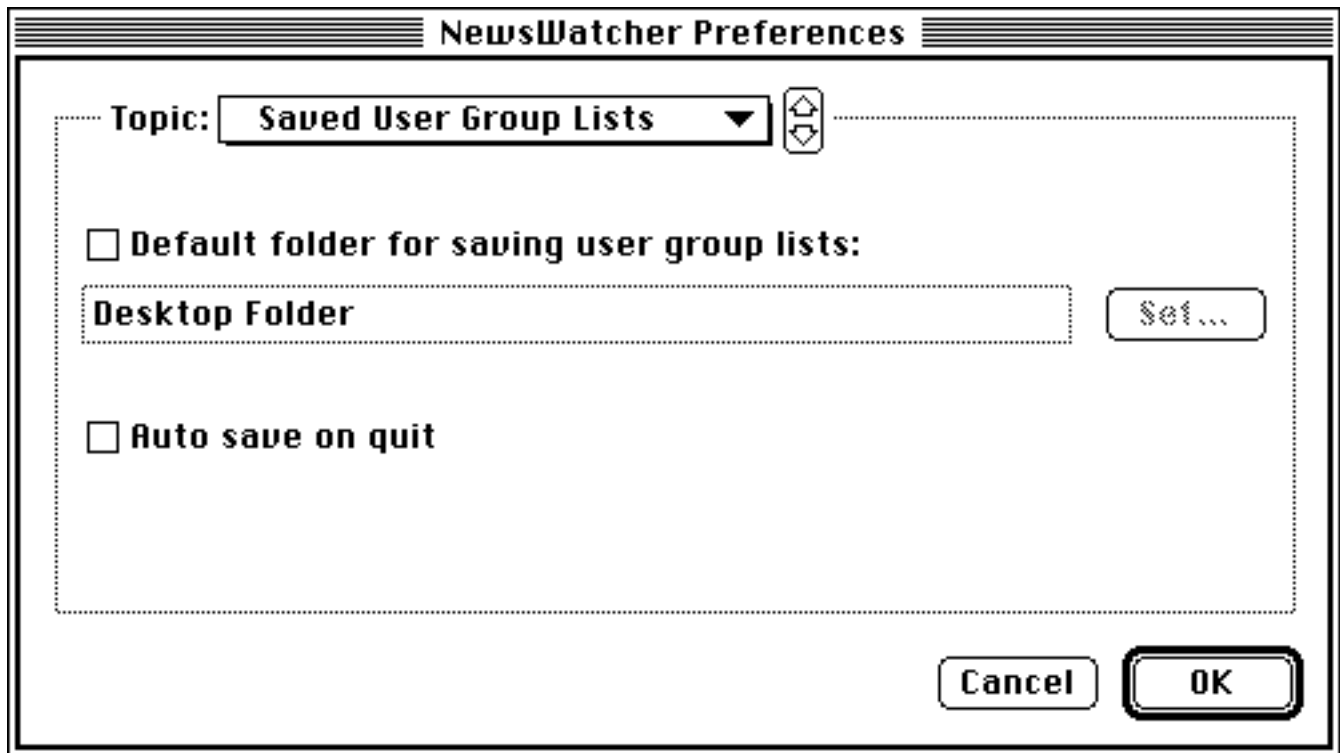 NewsWatcher Preferences
Topic: Saved User Group Lists
Default folder for saving user group lists:
Desktop Folder
Set...
Auto save on quit
Cancel
OK